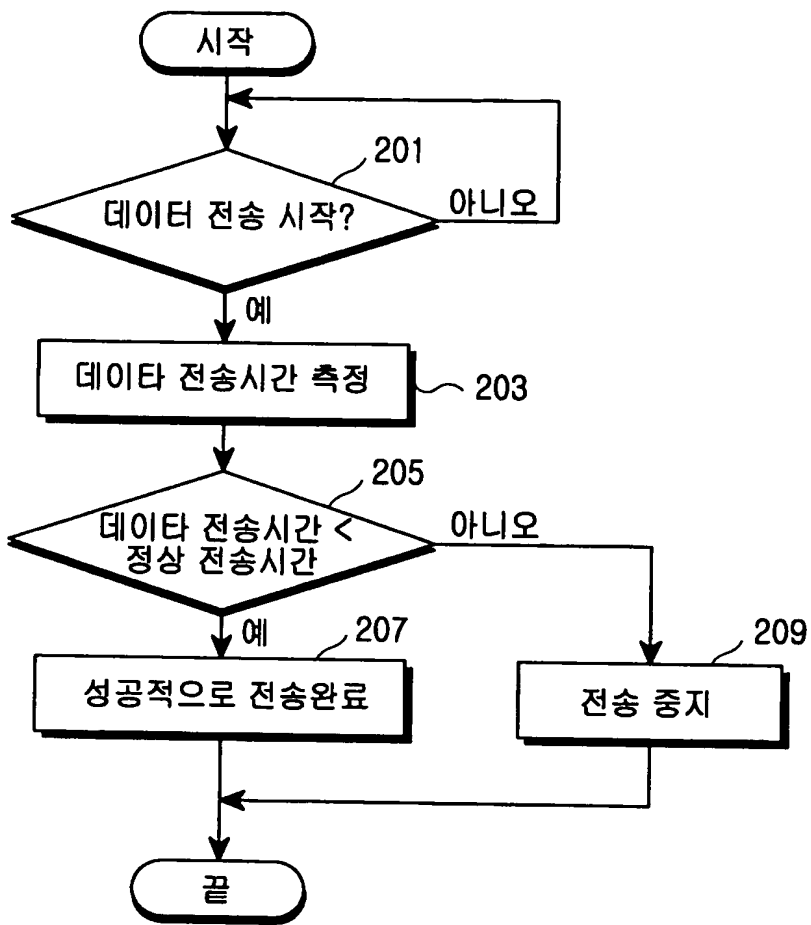 시작
201
데이터 전송 시작?
아니오
예
데이타 전송시간 측정
203
205
데이타 전송시간 <
정상 전송시간
아니오
예
207
성공적으로 전송완료
209
전송 중지
끝